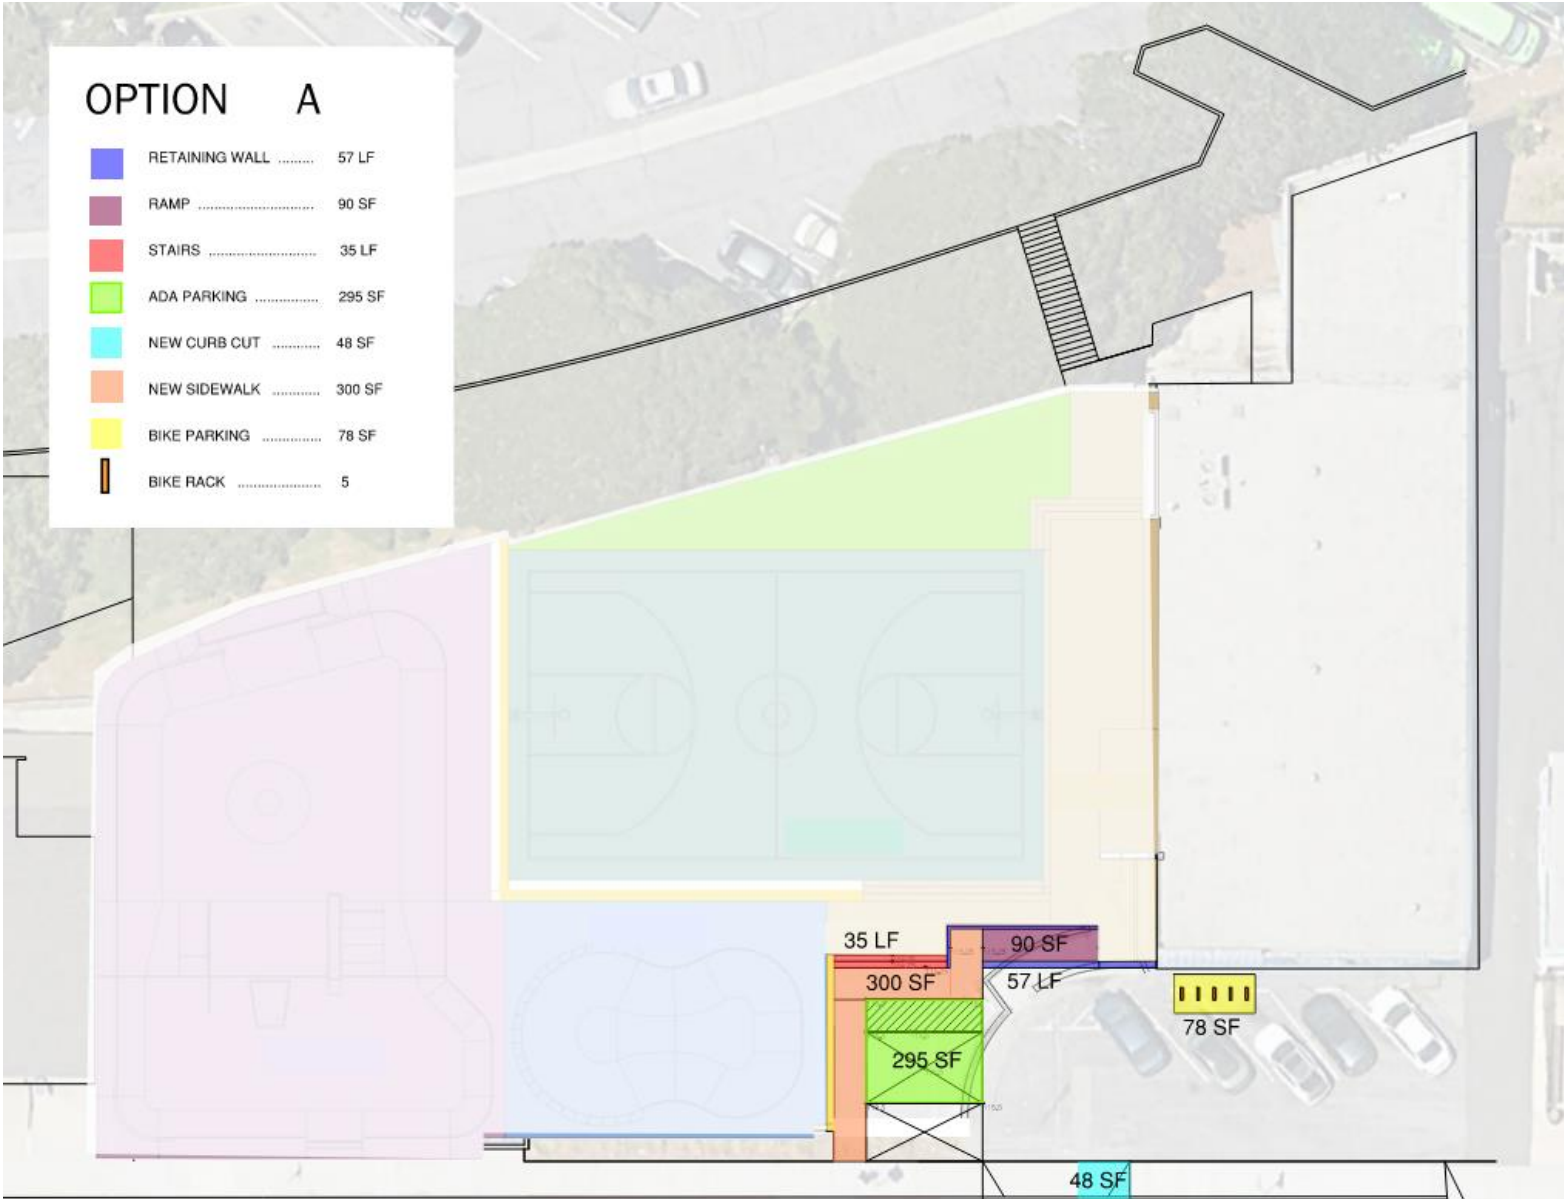 OPTION A
RETAINING WALL ......... 57 LF
RAMP ............................. 90 SF
STAIRS ........................... 35 LF
ADA PARKING ................ 295 SF
NEW CURB CUT ............ 48 SF
NEW SIDEWALK ............ 300 SF
BIKE PARKING ............... 78 SF
BIKE RACK ..................... 5
35 LF
90 SF
300 SF
57 LF
78 SF
295 SF
48 SF